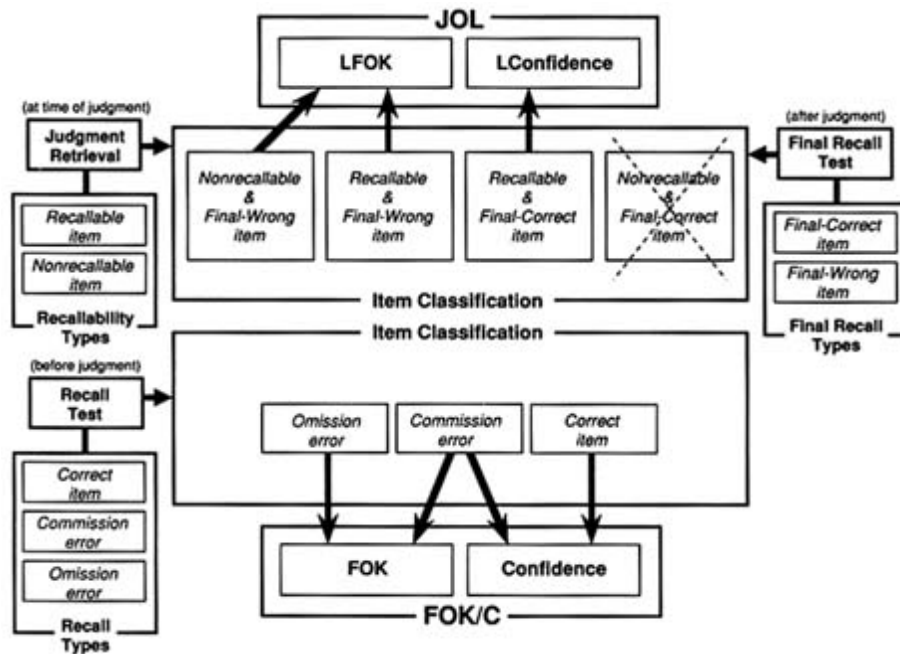 JOL
LFOK
LConfidence
(at time of judgment)
Judgment
Retrieval
Recallable
item
Nonrecallable
item
Recallability
Types
Nonrecallable
&
Final-Wrong
item
Recallable
&
Final-Wrong
item
Recallable
&
Final-Correct
item
Nonrecallable
&
Final-Correct
item
Item Classification
(after judgment)
Final Recall
Test
Final-Correct
item
Final-Wrong
item
Final Recall
Types
Item Classification
(before judgment)
Recall
Test
Correct
item
Commission
error
Omission
error
Recall
Types
Omission
error
Commission
error
Correct
item
FOK
Confidence
FOK/C